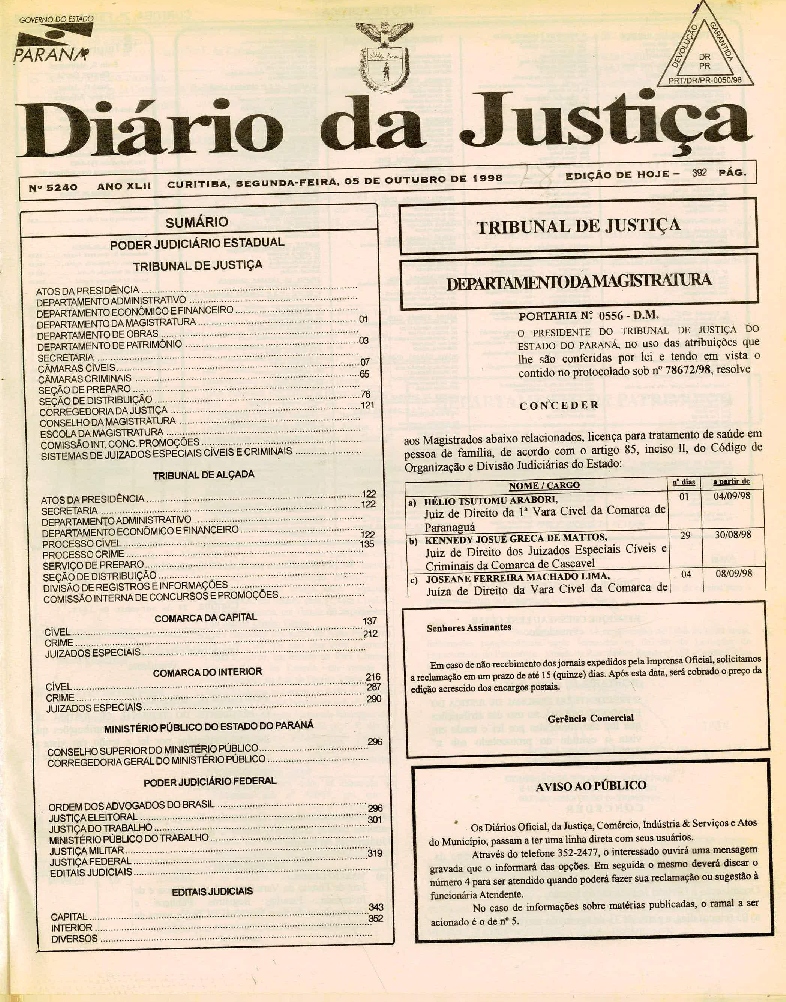 GOVERNO DO ESTADO
PARANÁ
DEVOLUÇÃO
GARANTIDA
DR
PR
PRT/DR/PR-0050/98
Diário da Justiça
Nº 5240 ANO XLII CURITIBA, SEGUNDA-FEIRA, 05 DE OUTUBRO DE 1998 28 EDIÇÃO DE HOJE - 392 PÁG.
SUMÁRIO
PODER JUDICIÁRIO ESTADUAL
TRIBUNAL DE JUSTIÇA
ATOS DA PRESIDÊNCIA
DEPARTAMENTO ADMINISTRATIVO
DEPARTAMENTO ECONÔMICO E FINANCEIRO
DEPARTAMENTO DA MAGISTRATURA 01
DEPARTAMENTO DE OBRAS
DEPARTAMENTO DE PATRIMÔNIO 03
SECRETARIA
CÂMARAS CÍVEIS 07
CÂMARAS CRIMINAIS 65
SEÇÃO DE PREPARO
SEÇÃO DE DISTRIBUIÇÃO 76
CORREGEDORIA DA JUSTIÇA 121
CONSELHO DA MAGISTRATURA
ESCOLA DA MAGISTRATURA
COMISSÃO INT. CONC. PROMOÇÕES
SISTEMAS DE JUIZADOS ESPECIAIS CÍVEIS E CRIMINAIS
TRIBUNAL DE ALÇADA
ATOS DA PRESIDÊNCIA 122
SECRETARIA 122
DEPARTAMENTO ADMINISTRATIVO
DEPARTAMENTO ECONÔMICO E FINANCEIRO 122
PROCESSO CÍVEL 135
PROCESSO CRIME
SERVIÇO DE PREPARO
SEÇÃO DE DISTRIBUIÇÃO
DIVISÃO DE REGISTROS E INFORMAÇÕES
COMISSÃO INTERNA DE CONCURSOS E PROMOÇÕES
COMARCA DA CAPITAL
CÍVEL 137
CRIME 212
JUIZADOS ESPECIAIS
COMARCA DO INTERIOR
CÍVEL 216
CRIME 287
JUIZADOS ESPECIAIS 290
MINISTÉRIO PÚBLICO DO ESTADO DO PARANÁ
CONSELHO SUPERIOR DO MINISTÉRIO PÚBLICO 296
CORREGEDORIA GERAL DO MINISTÉRIO PÚBLICO
PODER JUDICIÁRIO FEDERAL
ORDEM DOS ADVOGADOS DO BRASIL 296
JUSTIÇA ELEITORAL 301
JUSTIÇA DO TRABALHO
MINISTÉRIO PÚBLICO DO TRABALHO
JUSTIÇA MILITAR 319
JUSTIÇA FEDERAL
EDITAIS JUDICIAIS
EDITAIS JUDICIAIS
CAPITAL 343
INTERIOR 352
DIVERSOS
TRIBUNAL DE JUSTIÇA
DEPARTAMENTO DA MAGISTRATURA
PORTARIA Nº 0556 - D.M.
O PRESIDENTE DO TRIBUNAL DE JUSTIÇA DO
ESTADO DO PARANÁ, no uso das atribuições que
lhe são conferidas por lei e tendo em vista o
contido no protocolado sob nº 78672/98, resolve
CONCEDER
aos Magistrados abaixo relacionados, licença para tratamento de saúde em
pessoa de família, de acordo com o artigo 85, inciso II, do Código de
Organização e Divisão Judiciárias do Estado:
NOME / CARGO nº dias a partir de
a) HÉLIO TSUTOMU ARABORI, 01 04/09/98
Juiz de Direito da 1ª Vara Cível da Comarca de
Paranaguá
b) KENNEDY JOSUÉ GRECA DE MATTOS, 29 30/08/98
Juiz de Direito dos Juizados Especiais Cíveis e
Criminais da Comarca de Cascavel
c) JOSEANE FERREIRA MACHADO LIMA, 04 08/09/98
Juíza de Direito da Vara Cível da Comarca de
Senhores Assinantes
Em caso de não recebimento dos jornais expedidos pela Imprensa Oficial, solicitamos
a reclamação em um prazo de até 15 (quinze) dias. Após esta data, será cobrado o preço da
edição acrescido dos encargos postais.
Gerência Comercial
AVISO AO PÚBLICO
Os Diários Oficial, da Justiça, Comércio, Indústria & Serviços e Atos
do Município, passam a ter uma linha direta com seus usuários.
Através do telefone 352-2477, o interessado ouvirá uma mensagem
gravada que o informará das opções. Em seguida o mesmo deverá discar o
número 4 para ser atendido quando poderá fazer sua reclamação ou sugestão à
funcionária Atendente.
No caso de informações sobre matérias publicadas, o ramal a ser
acionado é o de nº 5.